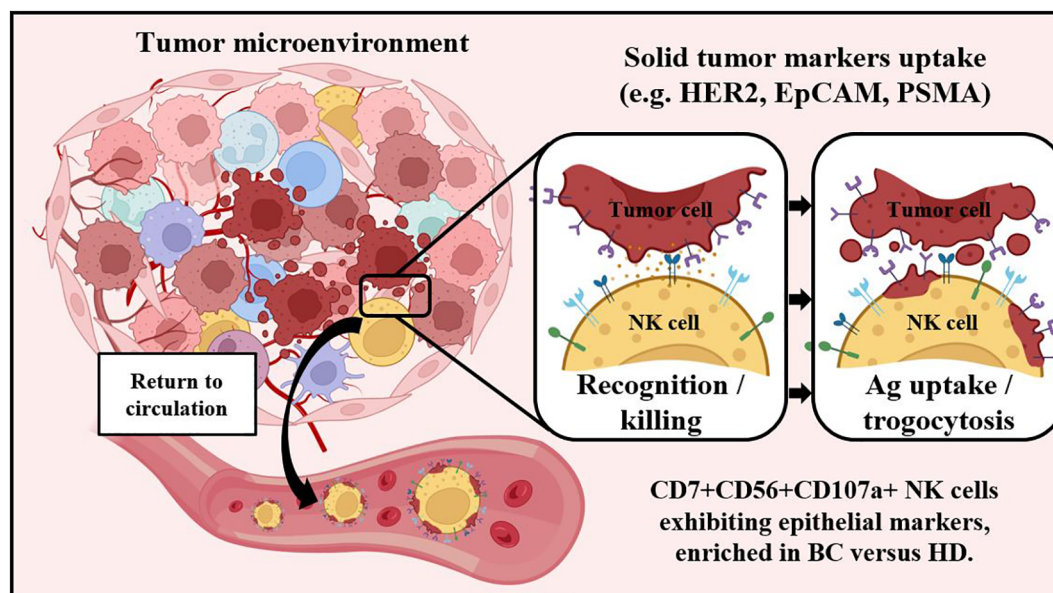 Tumor microenvironment
Solid tumor markers uptake
(e.g. HER2, EpCAM, PSMA)
Tumor cell
NK cell
Recognition /
killing
Tumor cell
NK cell
Ag uptake /
trogocytosis
Return to
circulation
CD7+CD56+CD107a+ NK cells
exhibiting epithelial markers,
enriched in BC versus HD.